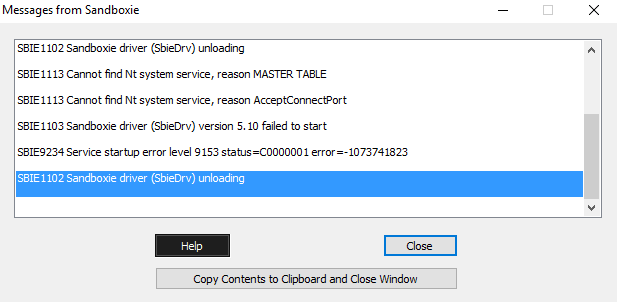 Messages from Sandboxie
SBIE1102 Sandboxie driver (SbieDrv) unloading
SBIE1113 Cannot find Nt system service, reason MASTER TABLE
SBIE1113 Cannot find Nt system service, reason AcceptConnectPort
SBIE1103 Sandboxie driver (SbieDrv) version 5.10 failed to start
SBIE9234 Service startup error level 9153 status=C0000001 error=-1073741823
SBIE1102 Sandboxie driver (SbieDrv) unloading
Help
Close
Copy Contents to Clipboard and Close Window